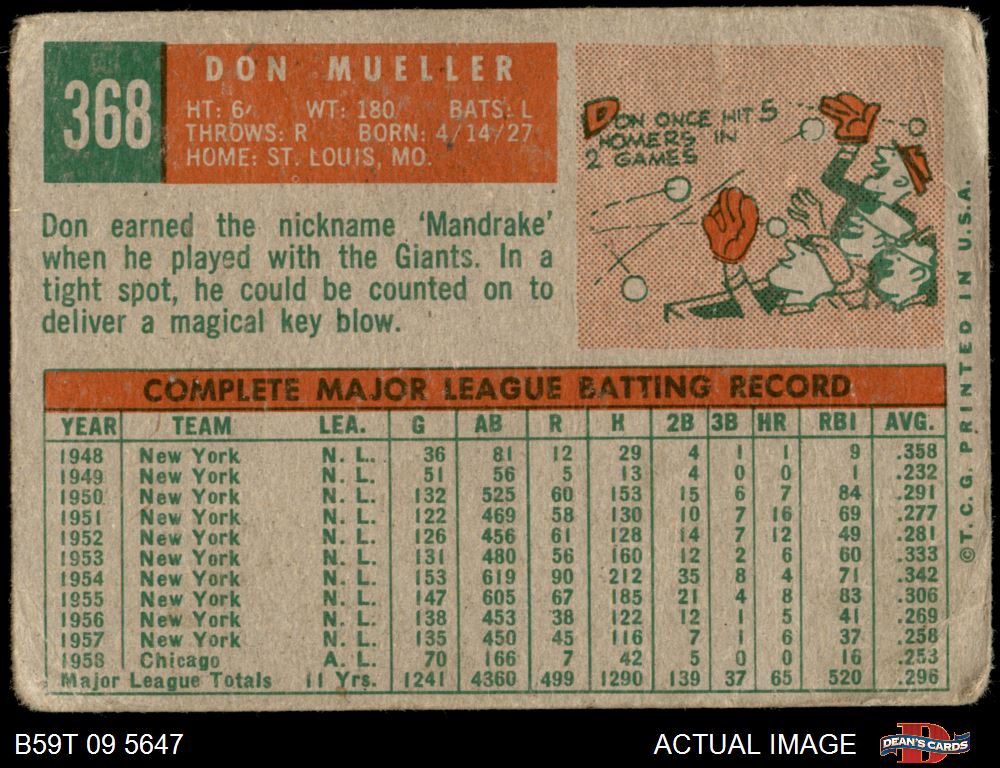 368
DON MUELLER
HT: 6 WT: 180 BATS: L
THROWS: R BORN: 4/14/27
HOME: ST. LOUIS, MO.
DON ONCE HIT 5
HOMERS IN
2 GAMES
Don earned the nickname 'Mandrake'
when he played with the Giants. In a
tight spot, he could be counted on to
deliver a magical key blow.
COMPLETE MAJOR LEAGUE BATTING RECORD
YEAR TEAM LEA. G AB R H 2B 3B HR RBI AVG.
1948 New York N. L. 36 81 12 29 4 1 1 9 .358
1949 New York N. L. 51 56 5 13 4 0 0 1 .232
1950 New York N. L. 132 525 60 153 15 6 7 84 .291
1951 New York N. L. 122 469 58 130 10 7 16 69 .277
1952 New York N. L. 126 456 61 128 14 7 12 49 .281
1953 New York N. L. 131 480 56 160 12 2 6 60 .333
1954 New York N. L. 153 619 90 212 35 8 4 71 .342
1955 New York N. L. 147 605 67 185 21 4 8 83 .306
1956 New York N. L. 138 453 38 122 12 1 5 41 .269
1957 New York N. L. 135 450 45 116 7 1 6 37 .258
1958 Chicago A. L. 70 166 7 42 5 0 0 16 .253
Major League Totals 11 Yrs. 1241 4360 499 1290 139 37 65 520 .296
©T.C.G. PRINTED IN U.S.A.
B59T 09 5647
ACTUAL IMAGE
DEAN'S CARDS